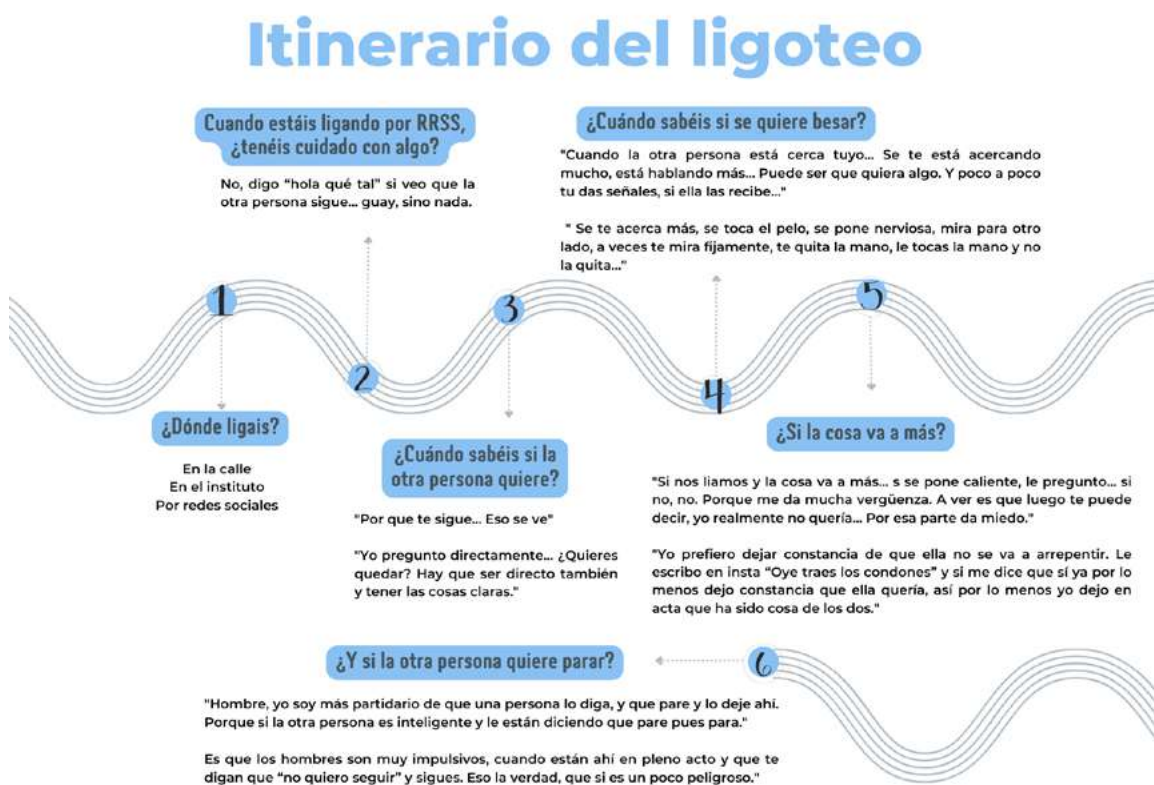 Itinerario del ligoteo
1
¿Dónde ligais?
En la calle
En el instituto
Por redes sociales
2
Cuando estáis ligando por RRSS,
¿tenéis cuidado con algo?
No, digo “hola qué tal” si veo que la
otra persona sigue... guay, sino nada.
3
¿Cuándo sabéis si la
otra persona quiere?
"Por que te sigue... Eso se ve"
"Yo pregunto directamente... ¿Quieres
quedar? Hay que ser directo también
y tener las cosas claras."
4
¿Cuándo sabéis si se quiere besar?
"Cuando la otra persona está cerca tuyo... Se te está acercando
mucho, está hablando más... Puede ser que quiera algo. Y poco a poco
tu das señales, si ella las recibe..."
" Se te acerca más, se toca el pelo, se pone nerviosa, mira para otro
lado, a veces te mira fijamente, te quita la mano, le tocas la mano y no
la quita..."
5
¿Si la cosa va a más?
"Si nos liamos y la cosa va a más... s se pone caliente, le pregunto... si
no, no. Porque me da mucha vergüenza. A ver es que luego te puede
decir, yo realmente no quería... Por esa parte da miedo."
"Yo prefiero dejar constancia de que ella no se va a arrepentir. Le
escribo en insta “Oye traes los condones” y si me dice que sí ya por lo
menos dejo constancia que ella quería, así por lo menos yo dejo en
acta que ha sido cosa de los dos."
6
¿Y si la otra persona quiere parar?
"Hombre, yo soy más partidario de que una persona lo diga, y que pare y lo deje ahí.
Porque si la otra persona es inteligente y le están diciendo que pare pues para."
Es que los hombres son muy impulsivos, cuando están ahí en pleno acto y que te
digan que “no quiero seguir” y sigues. Eso la verdad, que si es un poco peligroso."